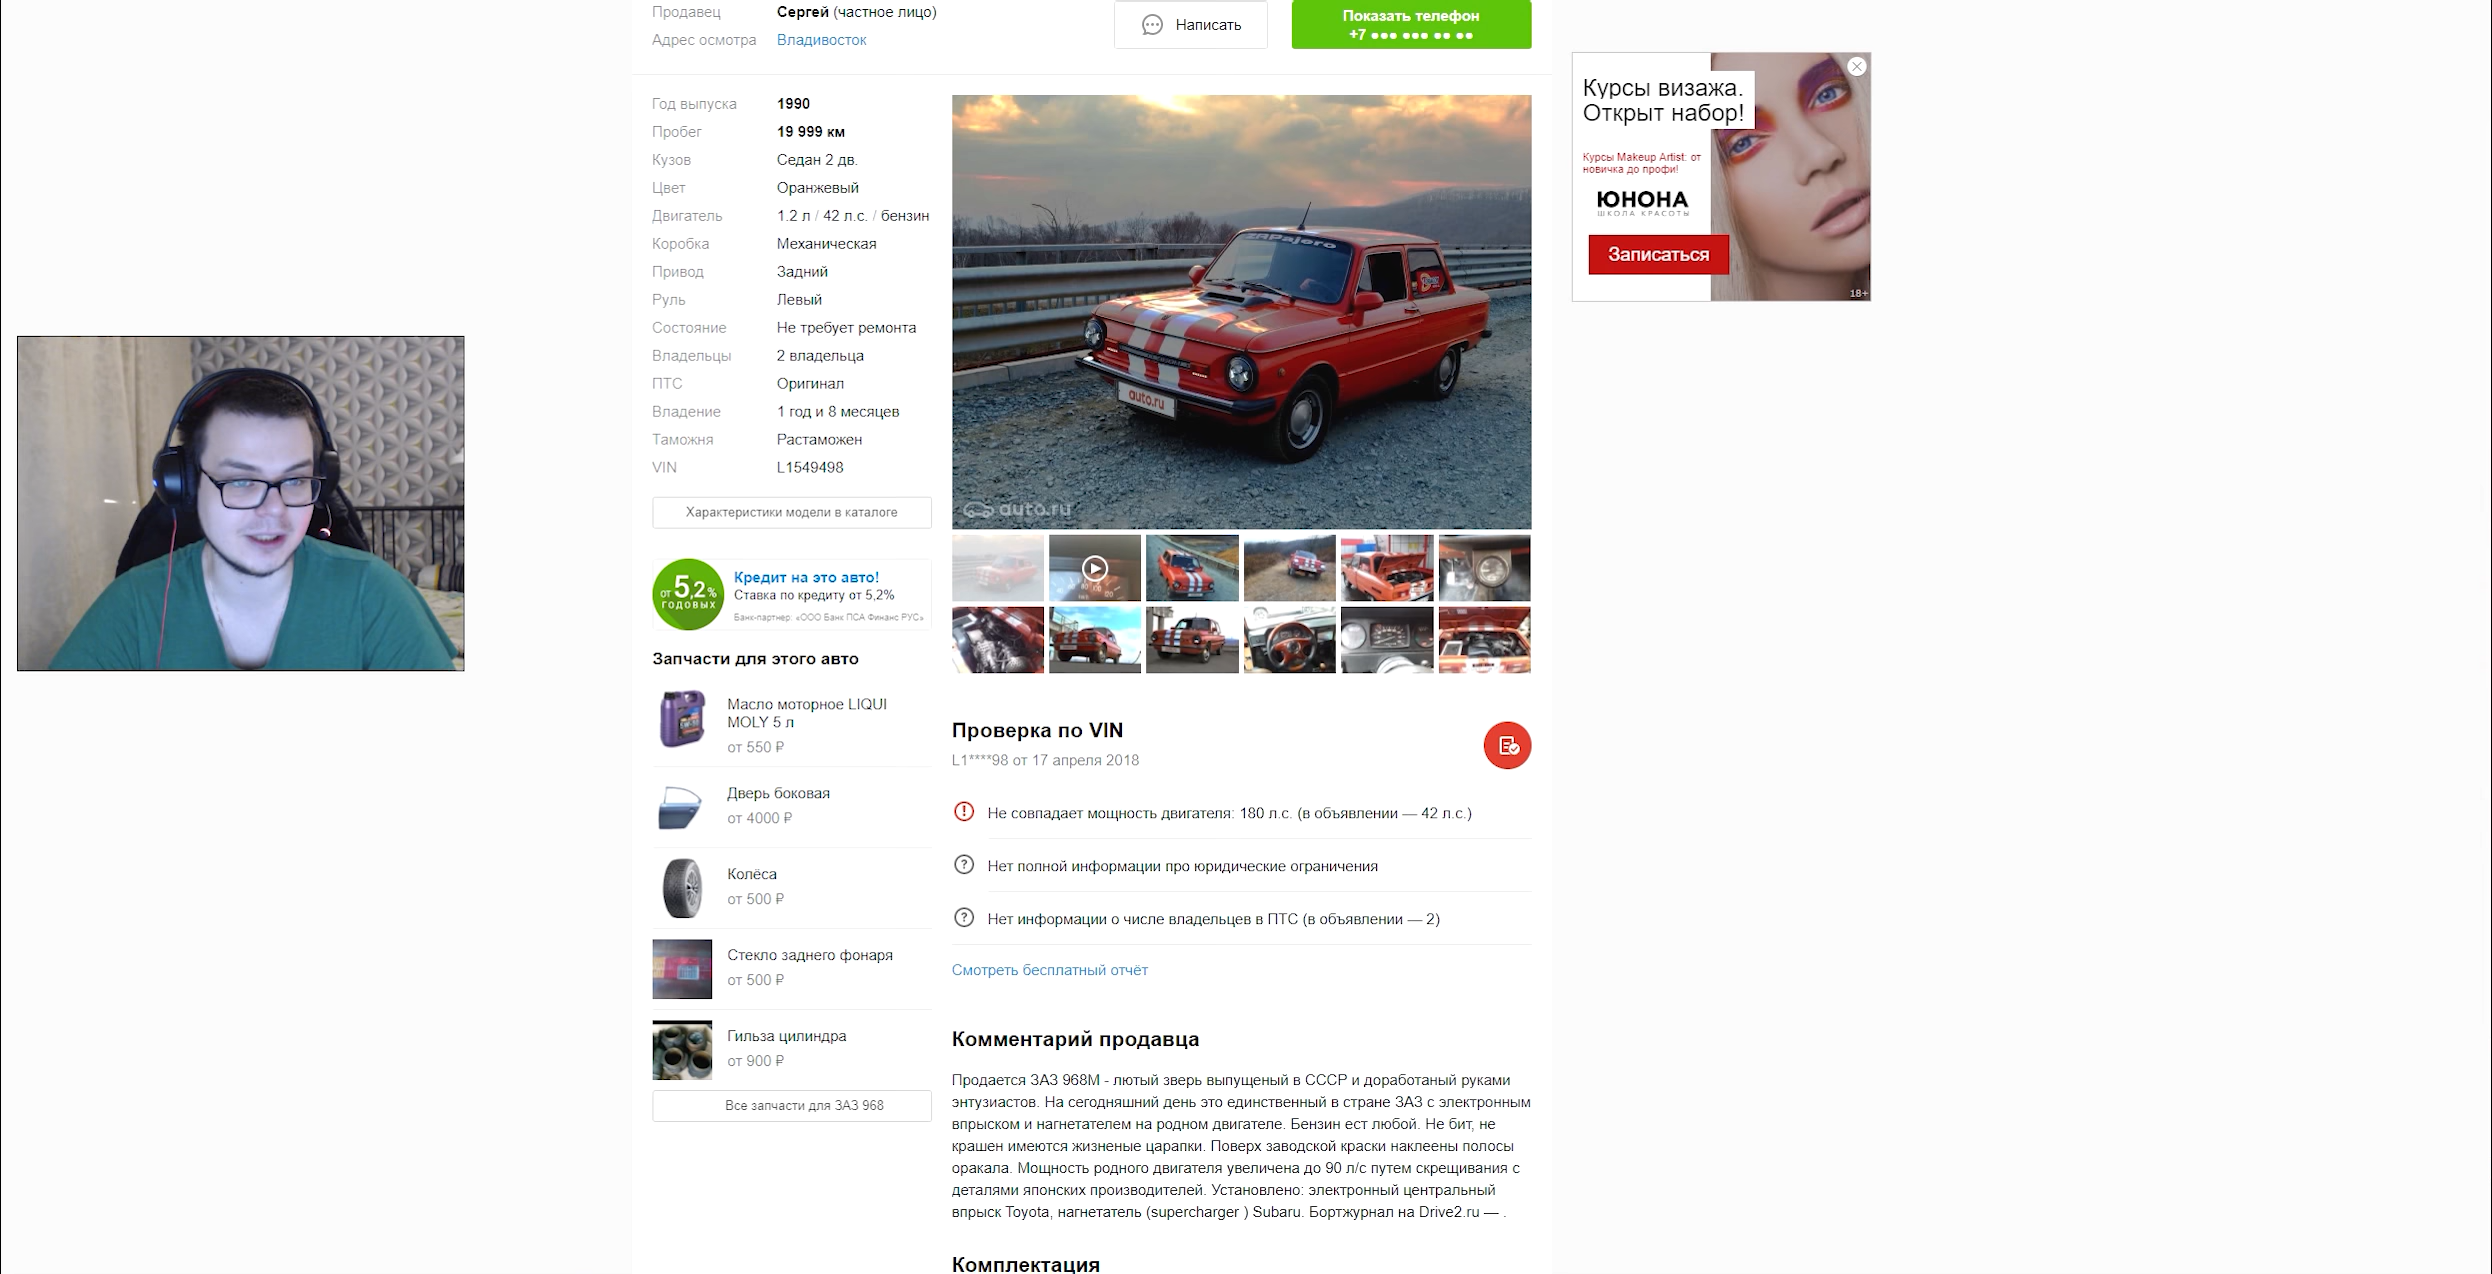 Продавец Сергей (частное лицо)
Адрес осмотра Владивосток
Написать
Показать телефон
+7 ●●● ●●● ●● ●●
Год выпуска 1990
Пробег 19 999 км
Кузов Седан 2 дв.
Цвет Оранжевый
Двигатель 1.2 л / 42 л.с. / бензин
Коробка Механическая
Привод Задний
Руль Левый
Состояние Не требует ремонта
Владельцы 2 владельца
ПТС Оригинал
Владение 1 год и 8 месяцев
Таможня Растаможен
VIN L1549498
Характеристики модели в каталоге
от 5,2%
годовых
Кредит на это авто!
Ставка по кредиту от 5,2%
Банк-партнер: «ООО Банк ПСА Финанс РУС»
Запчасти для этого авто
Масло моторное LIQUI
MOLY 5 л
от 550 ₽
Дверь боковая
от 4000 ₽
Колёса
от 500 ₽
Стекло заднего фонаря
от 500 ₽
Гильза цилиндра
от 900 ₽
Все запчасти для ЗАЗ 968
ZAPajero
auto.ru
auto.ru
Проверка по VIN
L1****98 от 17 апреля 2018
Не совпадает мощность двигателя: 180 л.с. (в объявлении — 42 л.с.)
Нет полной информации про юридические ограничения
Нет информации о числе владельцев в ПТС (в объявлении — 2)
Смотреть бесплатный отчёт
Комментарий продавца
Продается ЗАЗ 968М - лютый зверь выпущеный в СССР и доработаный руками
энтузиастов. На сегодняшний день это единственный в стране ЗАЗ с электронным
впрыском и нагнетателем на родном двигателе. Бензин ест любой. Не бит, не
крашен имеются жизненые царапки. Поверх заводской краски наклеены полосы
оракала. Мощность родного двигателя увеличена до 90 л/с путем скрещивания с
деталями японских производителей. Установлено: электронный центральный
впрыск Toyota, нагнетатель (supercharger ) Subaru. Бортжурнал на Drive2.ru — .
Комплектация
Курсы визажа.
Открыт набор!
Курсы Makeup Artist: от
новичка до профи!
ЮНОНА
ШКОЛА КРАСОТЫ
Записаться
18+